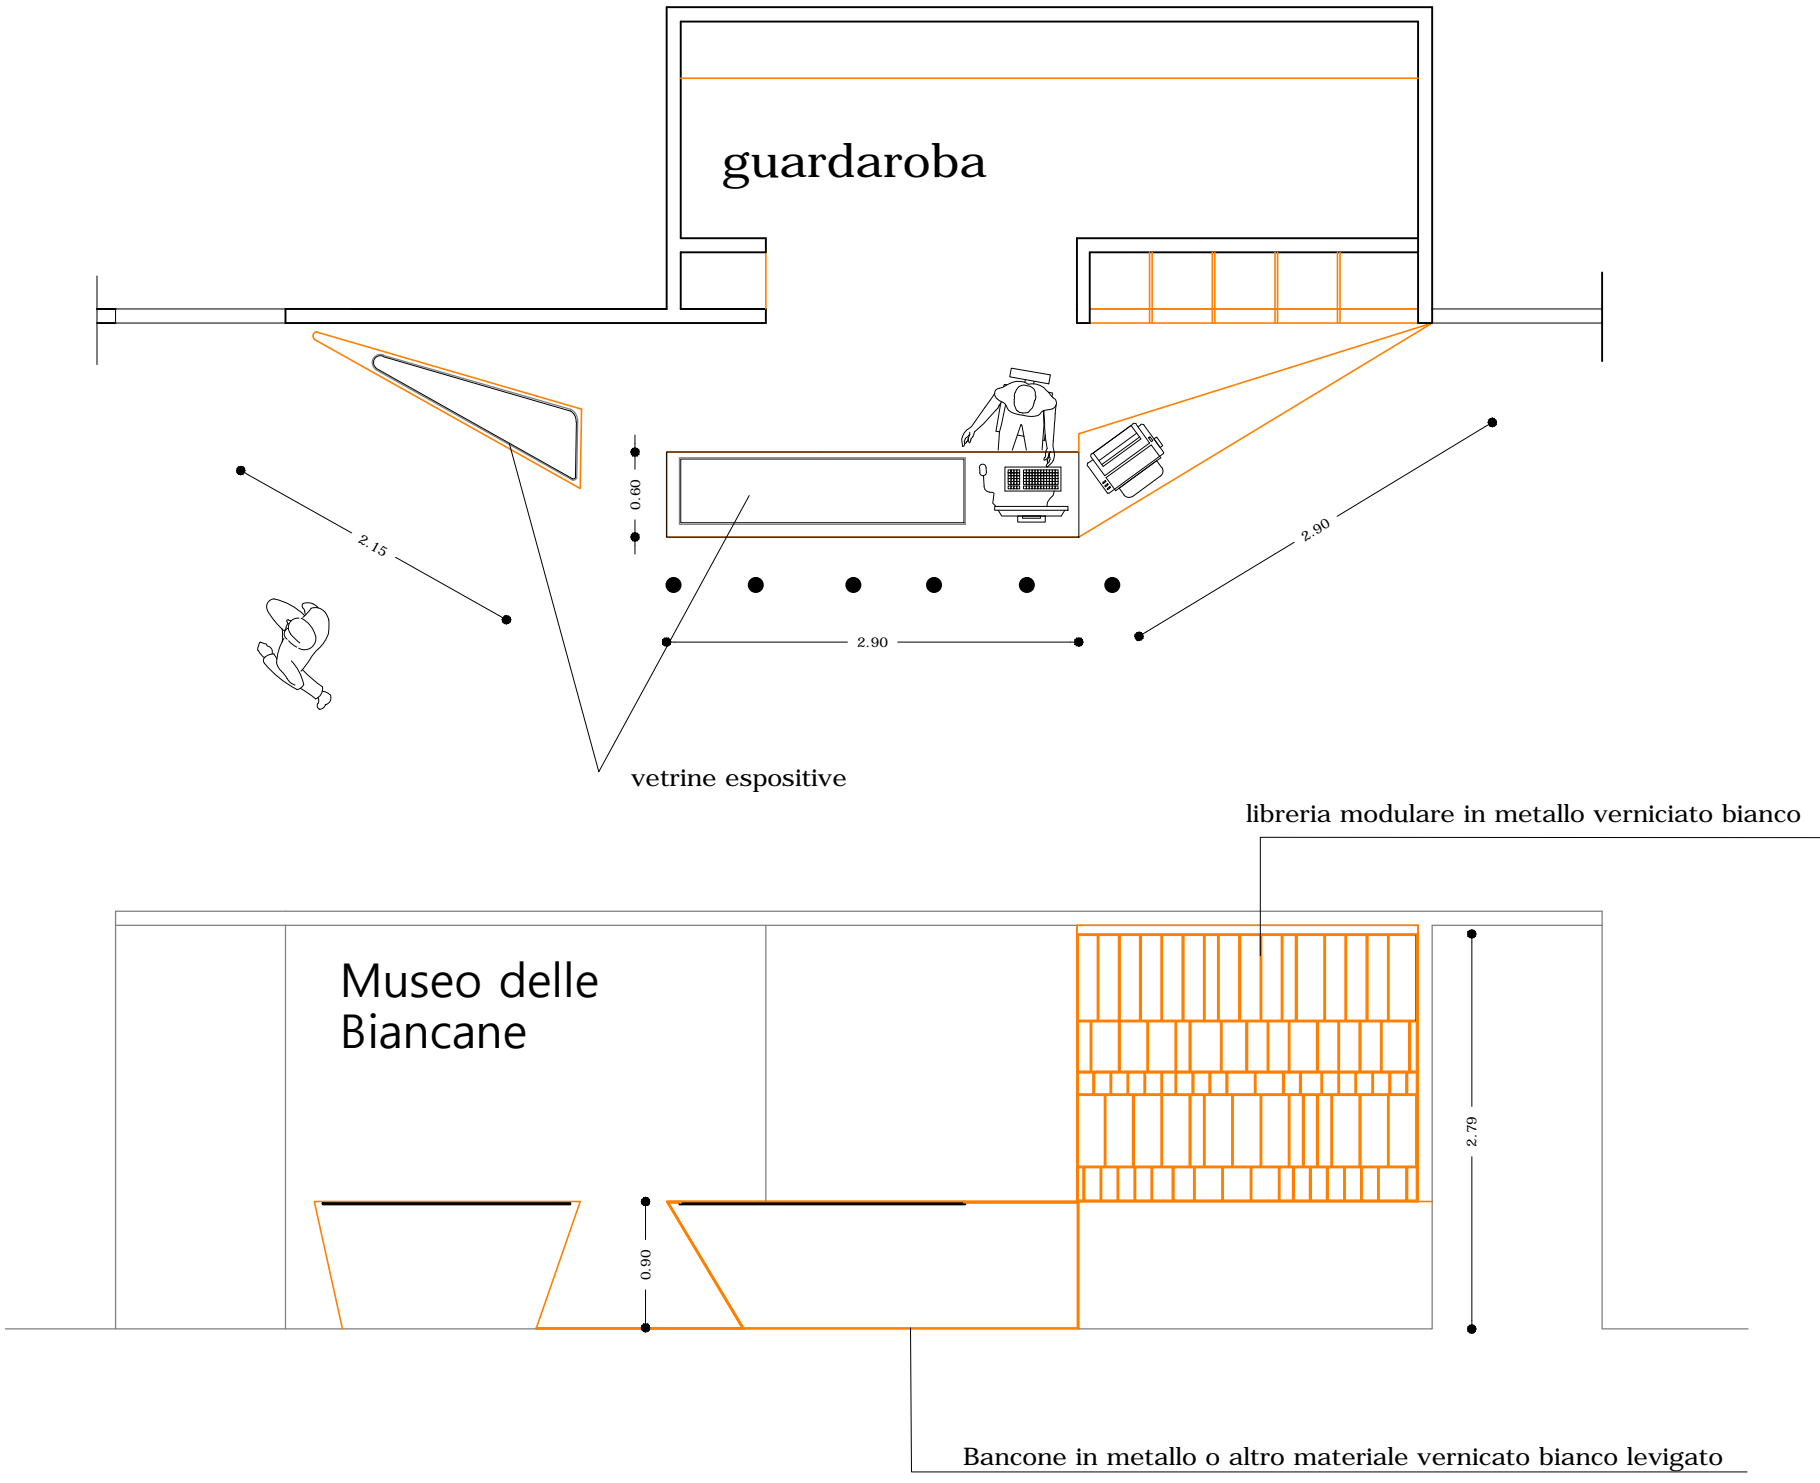 guardaroba
0.60
2.15
2.90
2.90
vetrine espositive
libreria modulare in metallo verniciato bianco
Museo delle
Biancane
2.79
0.90
Bancone in metallo o altro materiale vernicato bianco levigato